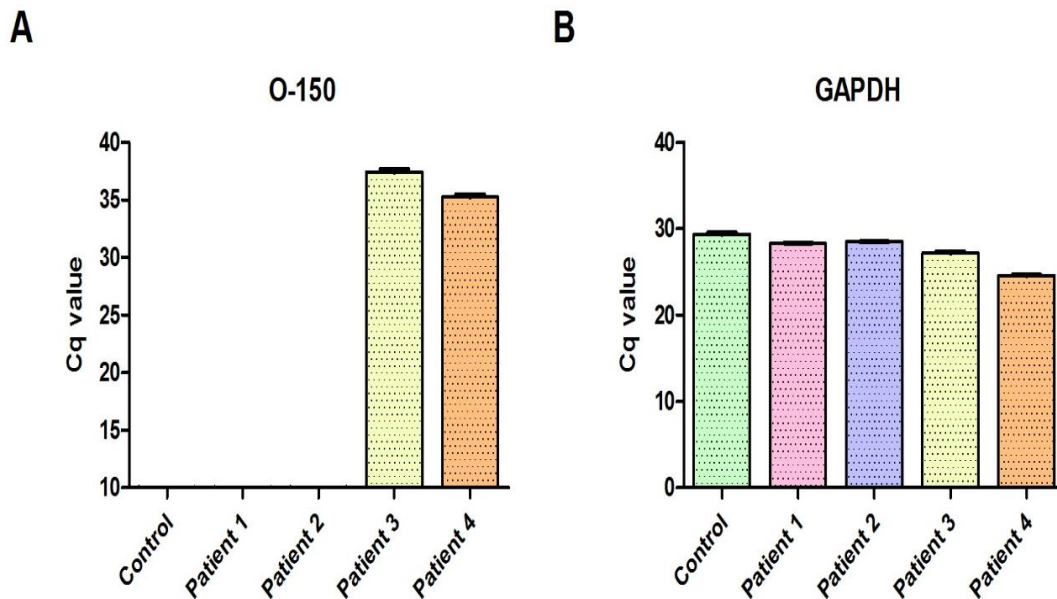 A
O-150
Cq value
40
35
30
25
20
15
10
Control
Patient 1
Patient 2
Patient 3
Patient 4
B
GAPDH
Cq value
40
30
20
10
0
Control
Patient 1
Patient 2
Patient 3
Patient 4